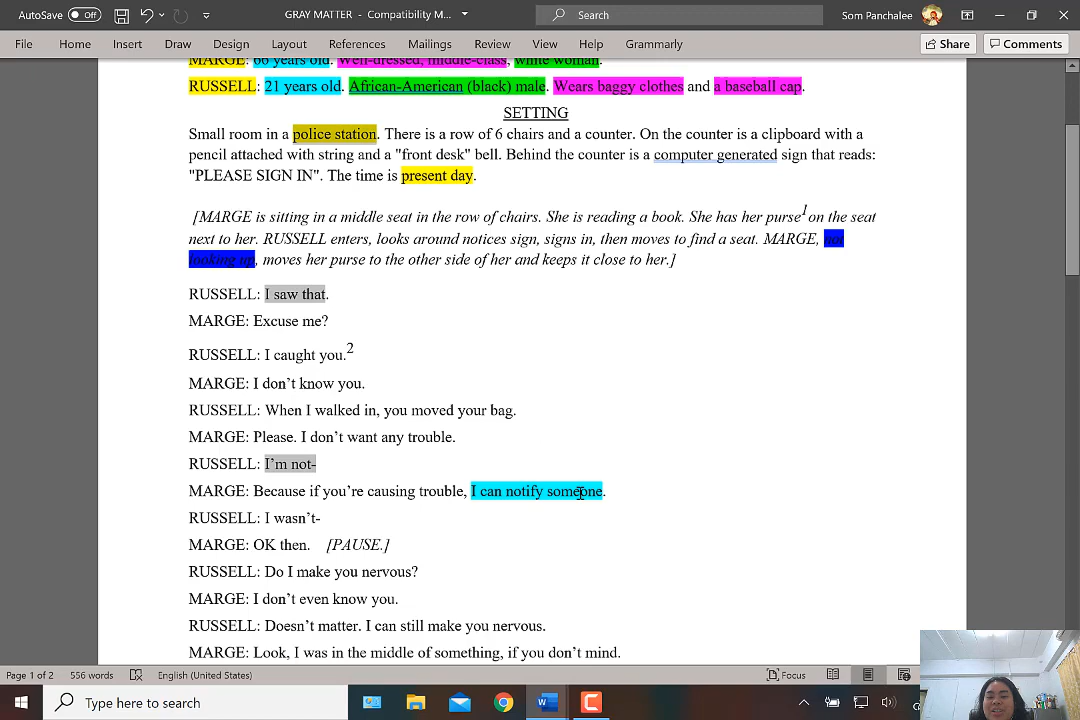 AutoSave Off GRAY MATTER - Compatibility M... Search Som Panchalee
File Home Insert Draw Design Layout References Mailings Review View Help Grammarly Share Comments
MARGE: 66 years old. Well-dressed, middle-class, white woman.
RUSSELL: 21 years old. African-American (black) male. Wears baggy clothes and a baseball cap.
SETTING
Small room in a police station. There is a row of 6 chairs and a counter. On the counter is a clipboard with a
pencil attached with string and a "front desk" bell. Behind the counter is a computer generated sign that reads:
"PLEASE SIGN IN". The time is present day.
[MARGE is sitting in a middle seat in the row of chairs. She is reading a book. She has her purse1 on the seat
next to her. RUSSELL enters, looks around notices sign, signs in, then moves to find a seat. MARGE, not
looking up, moves her purse to the other side of her and keeps it close to her.]
RUSSELL: I saw that.
MARGE: Excuse me?
RUSSELL: I caught you.2
MARGE: I don't know you.
RUSSELL: When I walked in, you moved your bag.
MARGE: Please. I don't want any trouble.
RUSSELL: I'm not-
MARGE: Because if you're causing trouble, I can notify someone.
RUSSELL: I wasn't-
MARGE: OK then. [PAUSE.]
RUSSELL: Do I make you nervous?
MARGE: I don't even know you.
RUSSELL: Doesn't matter. I can still make you nervous.
MARGE: Look, I was in the middle of something, if you don't mind.
Page 1 of 2 556 words English (United States) Focus
Type here to search